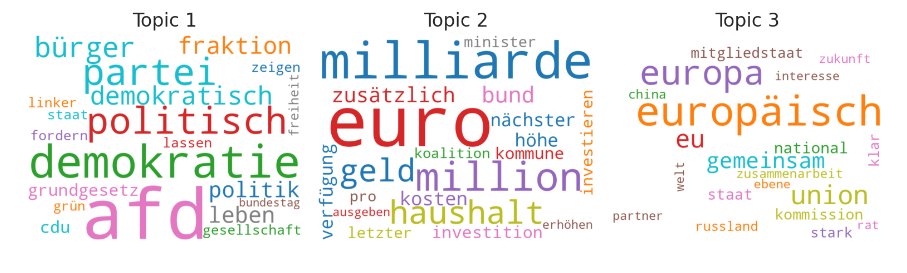 Topic 1
bürger
fraktion
partei
zeigen
demokratisch
freiheit
linker
staat
politisch
fordern
lassen
demokratie
grundgesetz
politik
grün
afd
bundestag
leben
cdu
gesellschaft
Topic 2
minister
milliarde
zusätzlich
bund
investieren
euro
nächster
höhe
koalition
kommune
verfügung
geld
million
pro
kosten
ausgeben
haushalt
erhöhen
letzter
investition
Topic 3
mitgliedstaat
zukunft
europa
interesse
china
europäisch
eu
national
klar
gemeinsam
welt
zusammenarbeit
ebene
staat
union
partner
kommission
russland
rat
stark